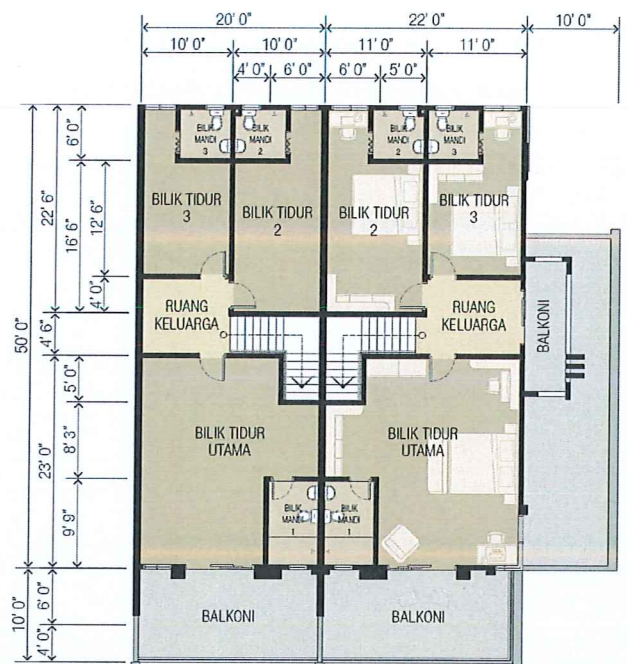 20' 0" 22' 0" 10' 0"
10' 0" 10' 0" 11' 0" 11' 0"
4' 0" 6' 0" 6' 0" 5' 0"
50' 0"
22' 6"
4' 6"
23' 0"
10' 0"
6' 0"
16' 6"
12' 6"
4' 0"
5' 0"
8' 3"
9' 9"
6' 0"
4' 0"
BILIK
MANDI
3
BILIK
MANDI
2
BILIK
MANDI
2
BILIK
MANDI
3
BILIK TIDUR
3
BILIK TIDUR
2
BILIK TIDUR
2
BILIK TIDUR
3
RUANG
KELUARGA
RUANG
KELUARGA
BALKONI
BILIK TIDUR
UTAMA
BILIK TIDUR
UTAMA
BILIK
MANDI
1
BILIK
MANDI
1
BALKONI
BALKONI